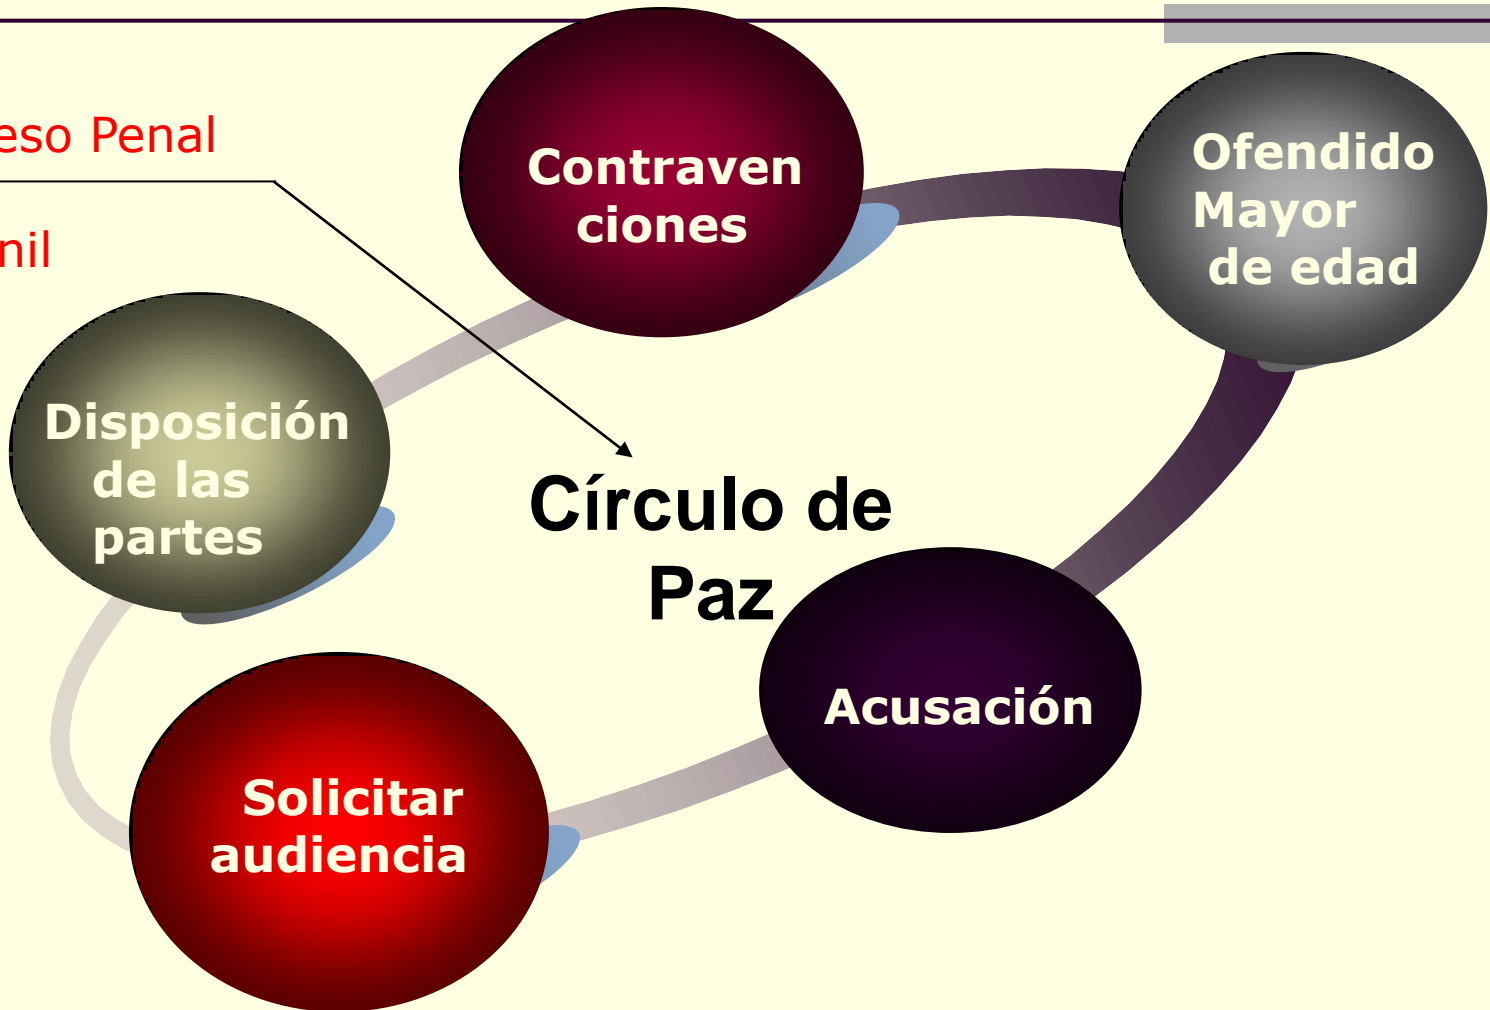 eso Penal
nil
Contraven
ciones
Ofendido
Mayor
de edad
Disposición
de las
partes
Círculo de
Paz
Acusación
Solicitar
audiencia